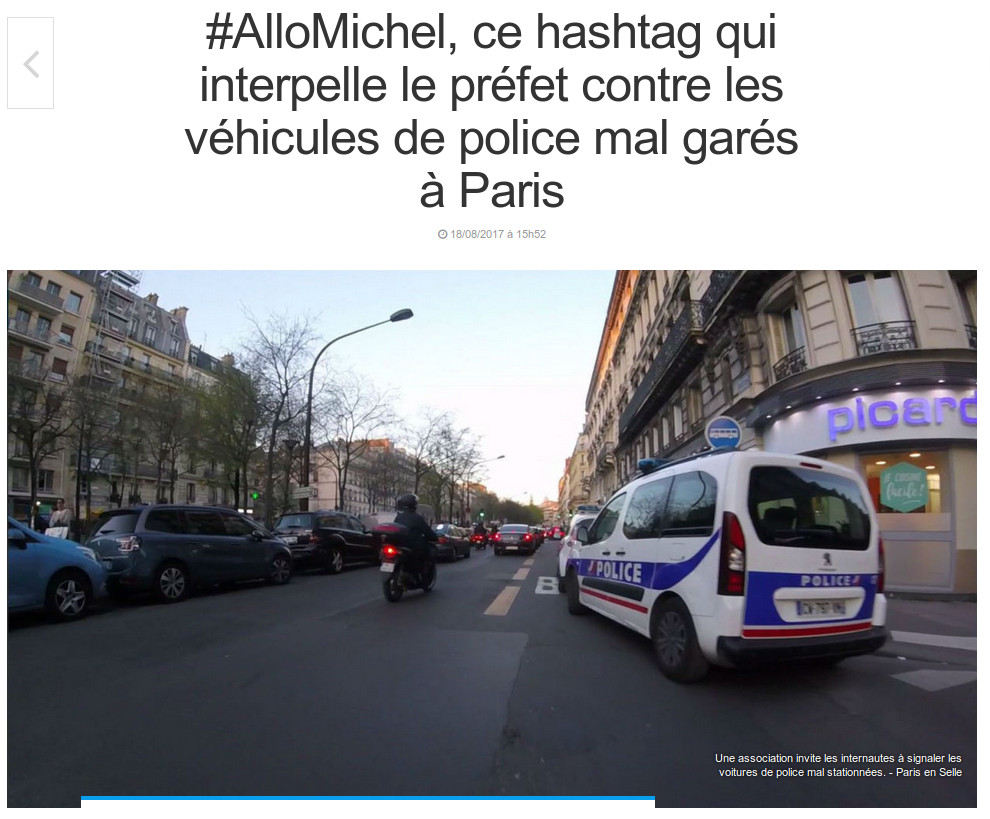 #AlloMichel, ce hashtag qui
interpelle le préfet contre les
véhicules de police mal garés
à Paris
18/08/2017 à 15h52
picard
JE CUISINE
facile !
POLICE
POLICE
B
Une association invite les internautes à signaler les
voitures de police mal stationnées. - Paris en Selle